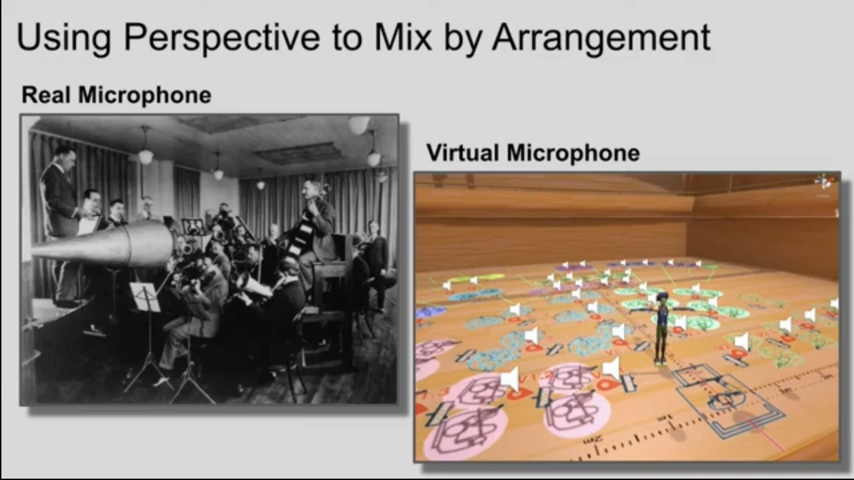 Using Perspective to Mix by Arrangement
Real Microphone
Virtual Microphone